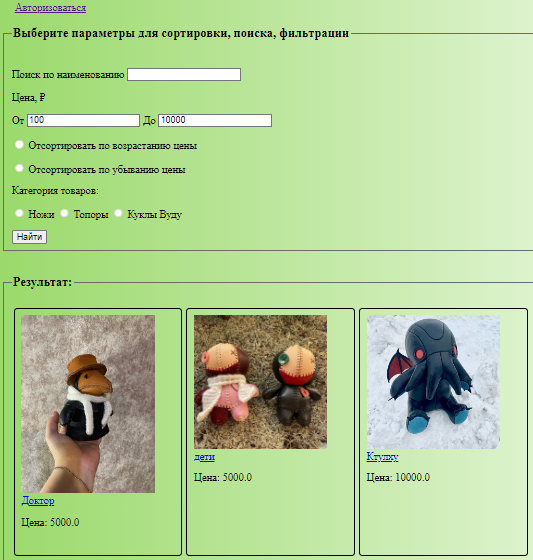 Авторизоваться
Выберите параметры для сортировки, поиска, фильтрации
Поиск по наименованию
Цена, ₽
От 100 До 10000
Отсортировать по возрастанию цены
Отсортировать по убыванию цены
Категория товаров:
Ножи Топоры Куклы Вуду
Найти
Результат:
Доктор
Цена: 5000.0
дети
Цена: 5000.0
Ктулху
Цена: 10000.0